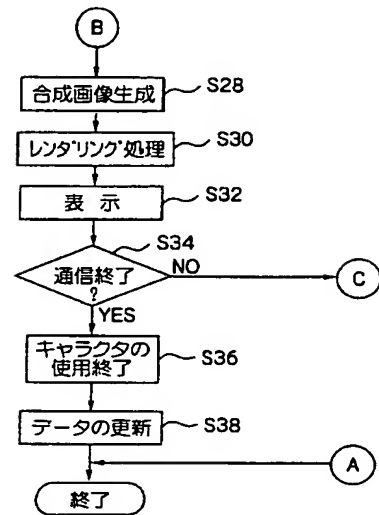 B
合成画像生成 S28
レンダリング処理 S30
表示 S32
S34
通信終了
?
NO
C
YES
キャラクタの
使用終了
S36
データの更新 S38
A
終了